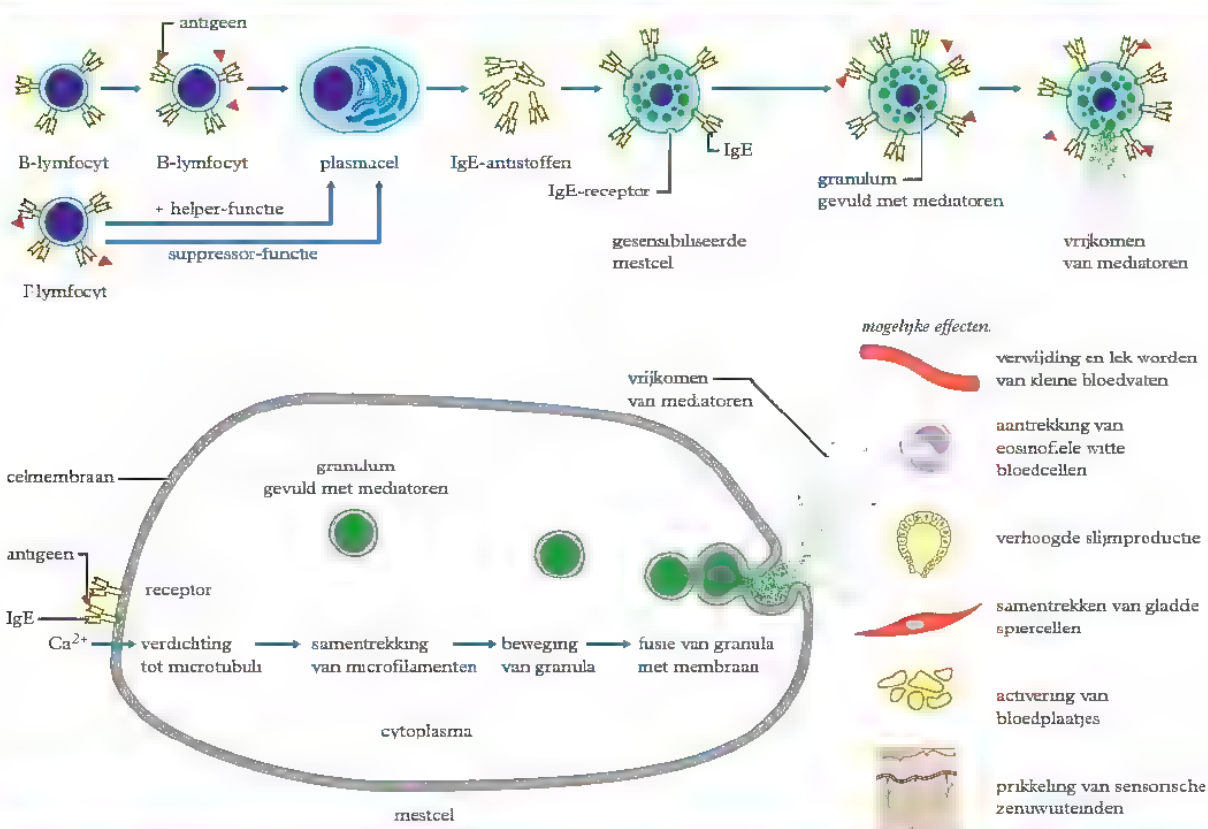 antigeen
B-lymfocyt
B-lymfocyt
plasmacel
IgE-antistoffen
IgE
IgE-receptor
granulum
gevuld met mediatoren
+ helper-functie
suppressor-functie
gesensibiliseerde
mestcel
vrijkomen
van mediatoren
T-lymfocyt
mogelijke effecten:
verwijding en lek worden
van kleine bloedvaten
vrijkomen
van mediatoren
aantrekking van
eosinofiele witte
bloedcellen
celmembraan
granulum
gevuld met mediatoren
verhoogde slijmproductie
antigeen
receptor
IgE
samentrekken van gladde
spiercellen
Ca²⁺
verdichting
tot microtubuli
samentrekking
van microfilamenten
beweging
van granula
fusie van granula
met membraan
activering van
bloedplaatjes
cytoplasma
prikkeling van sensorische
zenuwuiteinden
mestcel